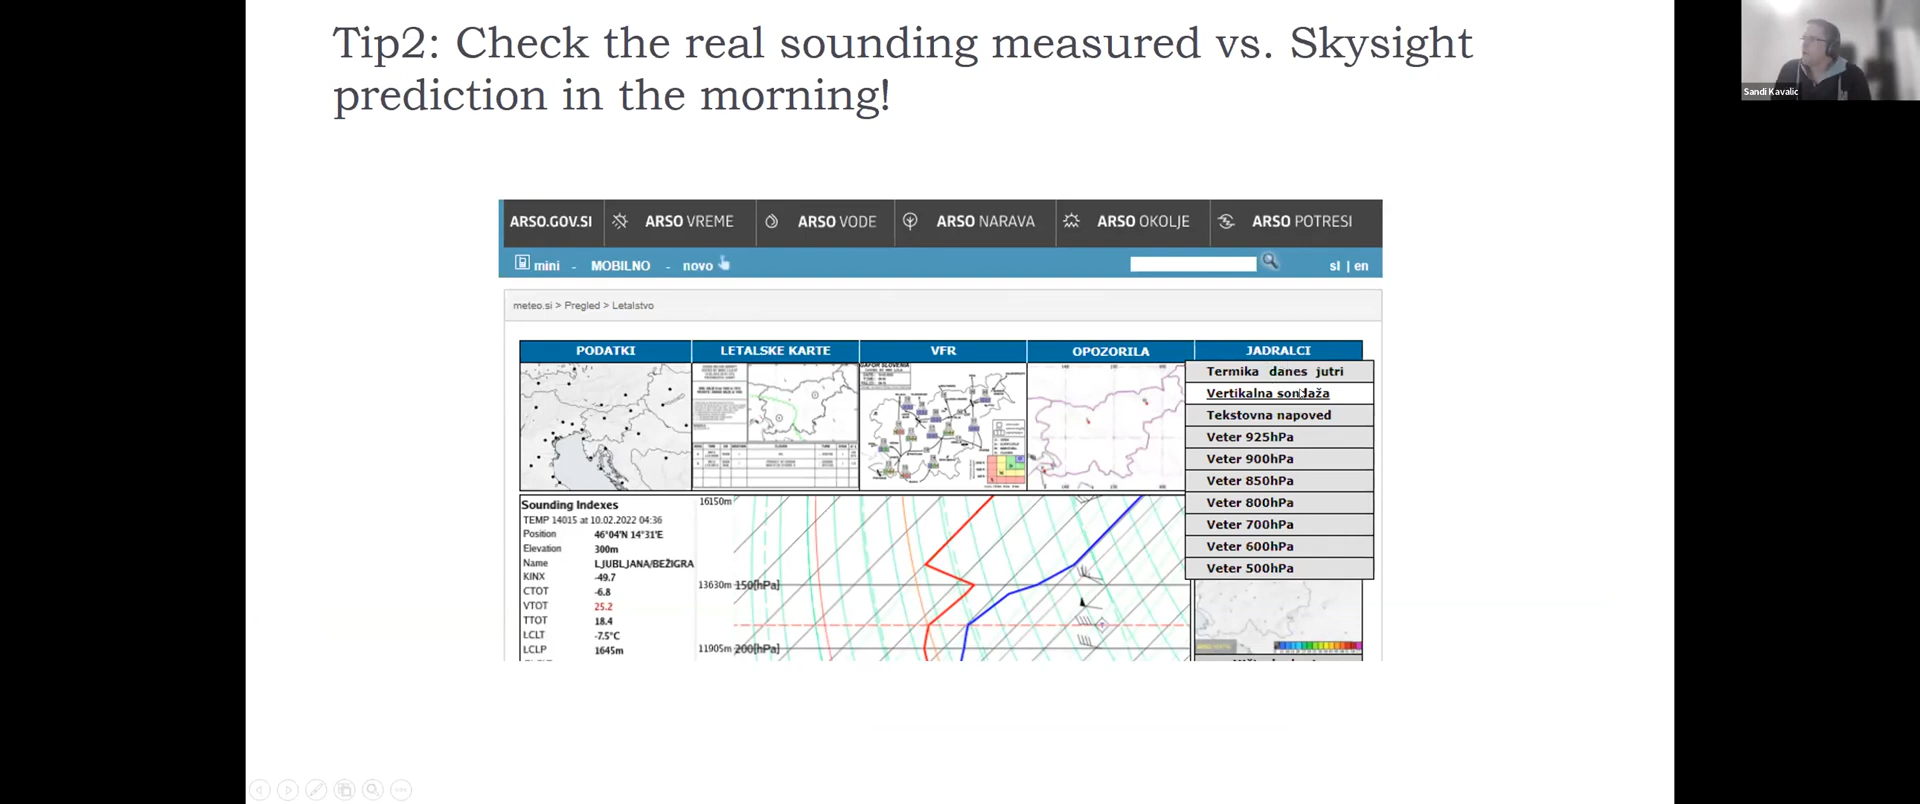 Tip2: Check the real sounding measured vs. Skysight
prediction in the morning!
Sandi Kavalic
ARSO.GOV.SI ARSO VREME ARSO VODE ARSO NARAVA ARSO OKOLJE ARSO POTRESI
mini - MOBILNO - novo sl | en
meteo.si > Pregled > Letalstvo
PODATKI LETALSKE KARTE VFR OPOZORILA JADRALCI
Termika danes jutri
Vertikalna sondaža
Tekstovna napoved
Veter 925hPa
Veter 900hPa
Veter 850hPa
Veter 800hPa
Veter 700hPa
Veter 600hPa
Veter 500hPa
GAFOR SLOVENIA
Sounding Indexes
TEMP 14015 at 10.02.2022 04:36
Position 46°04'N 14°31'E
Elevation 300m
Name LJUBLJANA/BEŽIGRA
KINX -49.7
CTOT -6.8
VTOT 25.2
TTOT 18.4
LCLT -7.5°C
LCLP 1645m
16150m
13630m 150[hPa]
11905m 200[hPa]